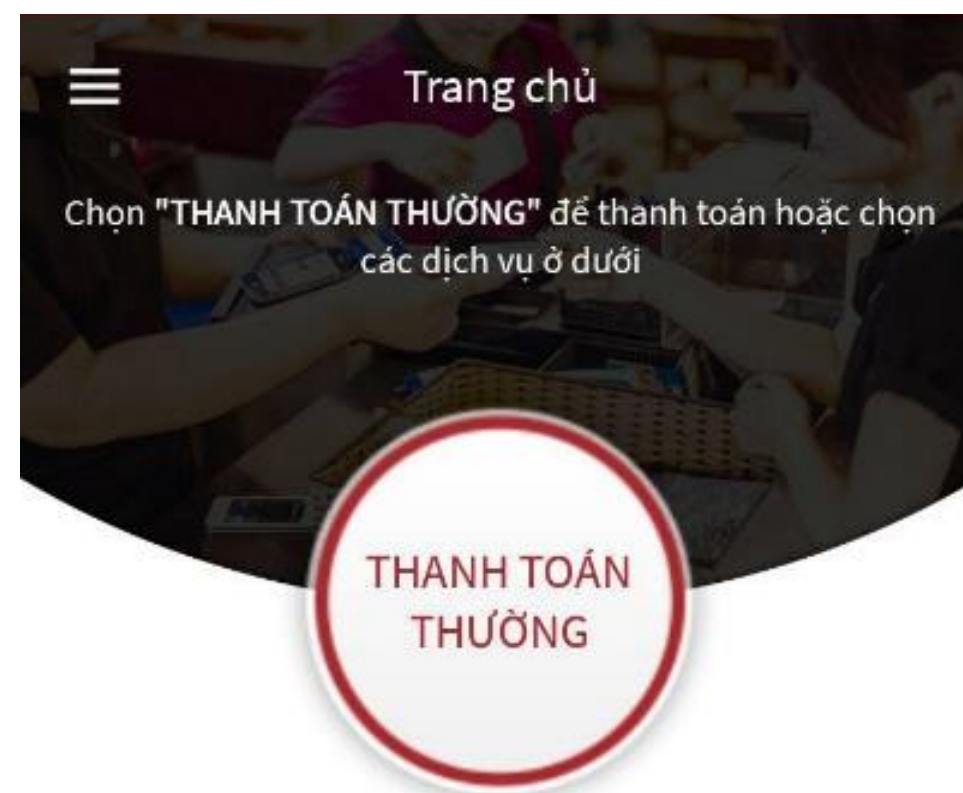 Trang chủ
Chọn "THANH TOÁN THƯỜNG" để thanh toán hoặc chọn
các dịch vụ ở dưới
THANH TOÁN
THƯỜNG